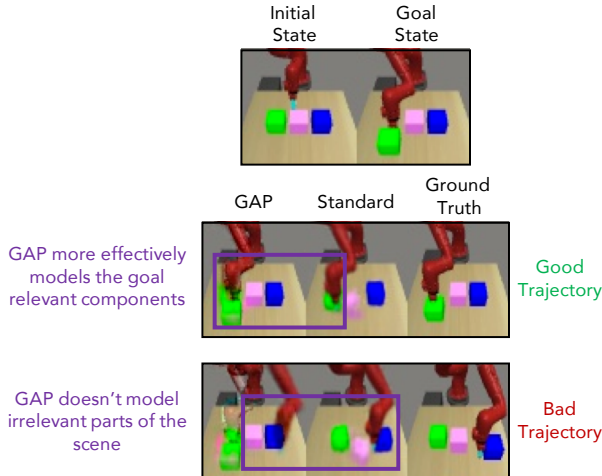 Initial
State
Goal
State
GAP
Standard
Ground
Truth
GAP more effectively
models the goal
relevant components
Good
Trajectory
GAP doesn't model
irrelevant parts of the
scene
Bad
Trajectory